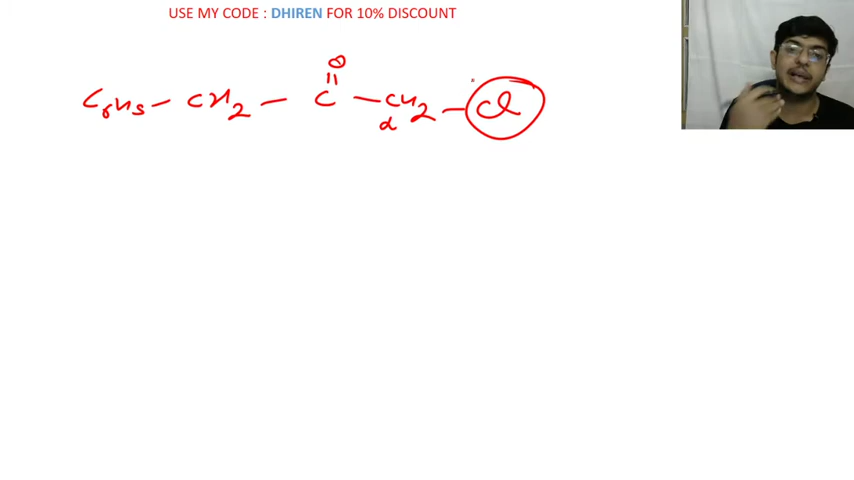 USE MY CODE : DHIREN FOR 10% DISCOUNT
O
||
C6H5 — CH2 — C — CH2 — Cl
α